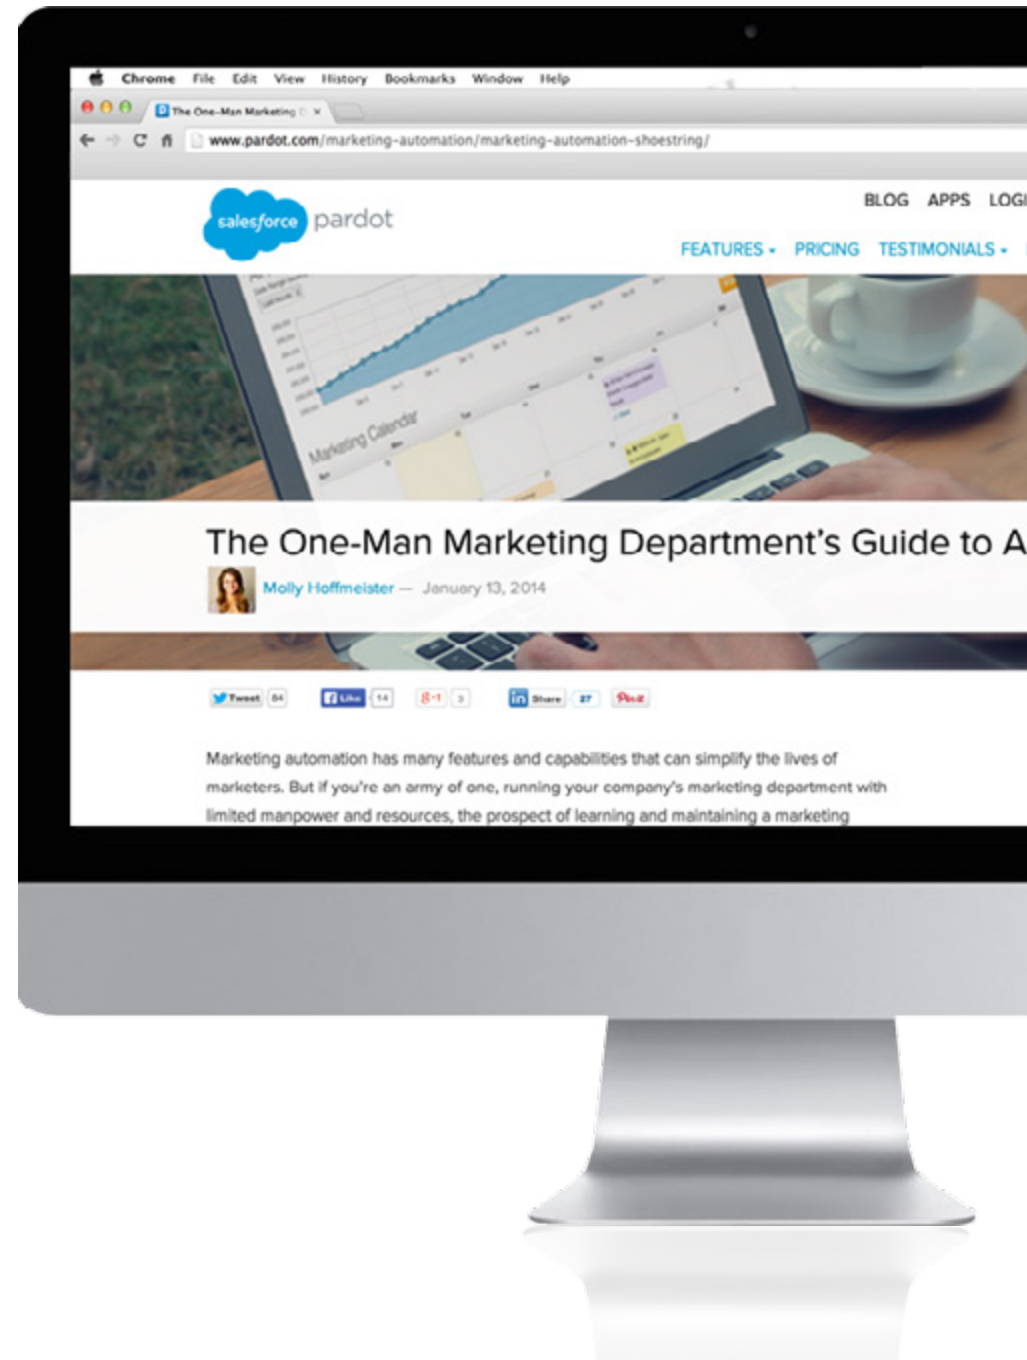 Chrome File Edit View History Bookmarks Window Help
The One-Man Marketing D
www.pardot.com/marketing-automation/marketing-automation-shoestring/
BLOG APPS LOGI
salesforce pardot
FEATURES PRICING TESTIMONIALS
Marketing Calendar
The One-Man Marketing Department's Guide to A
Molly Hoffmeister — January 13, 2014
Tweet 84 Like 14 g+1 3 in Share 27 Pin it
Marketing automation has many features and capabilities that can simplify the lives of
marketers. But if you're an army of one, running your company's marketing department with
limited manpower and resources, the prospect of learning and maintaining a marketing